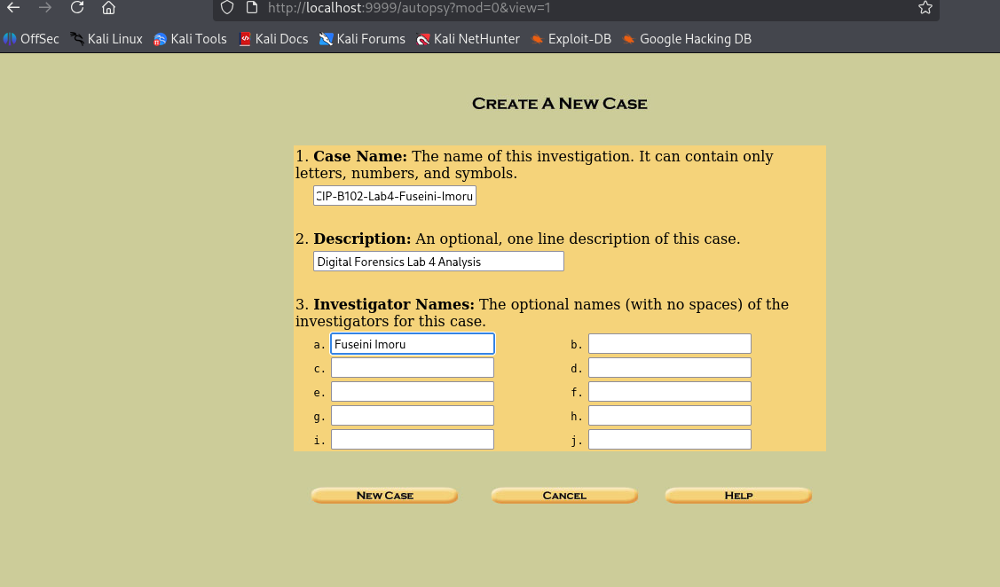 http://localhost:9999/autopsy?mod=0&view=1
OffSec Kali Linux Kali Tools Kali Docs Kali Forums Kali NetHunter Exploit-DB Google Hacking DB
CREATE A NEW CASE
1. Case Name: The name of this investigation. It can contain only
letters, numbers, and symbols.
CIP-B102-Lab4-Fuseini-Imoru
2. Description: An optional, one line description of this case.
Digital Forensics Lab 4 Analysis
3. Investigator Names: The optional names (with no spaces) of the
investigators for this case.
a. Fuseini Imoru b.
c. d.
e. f.
g. h.
i. j.
NEW CASE CANCEL HELP